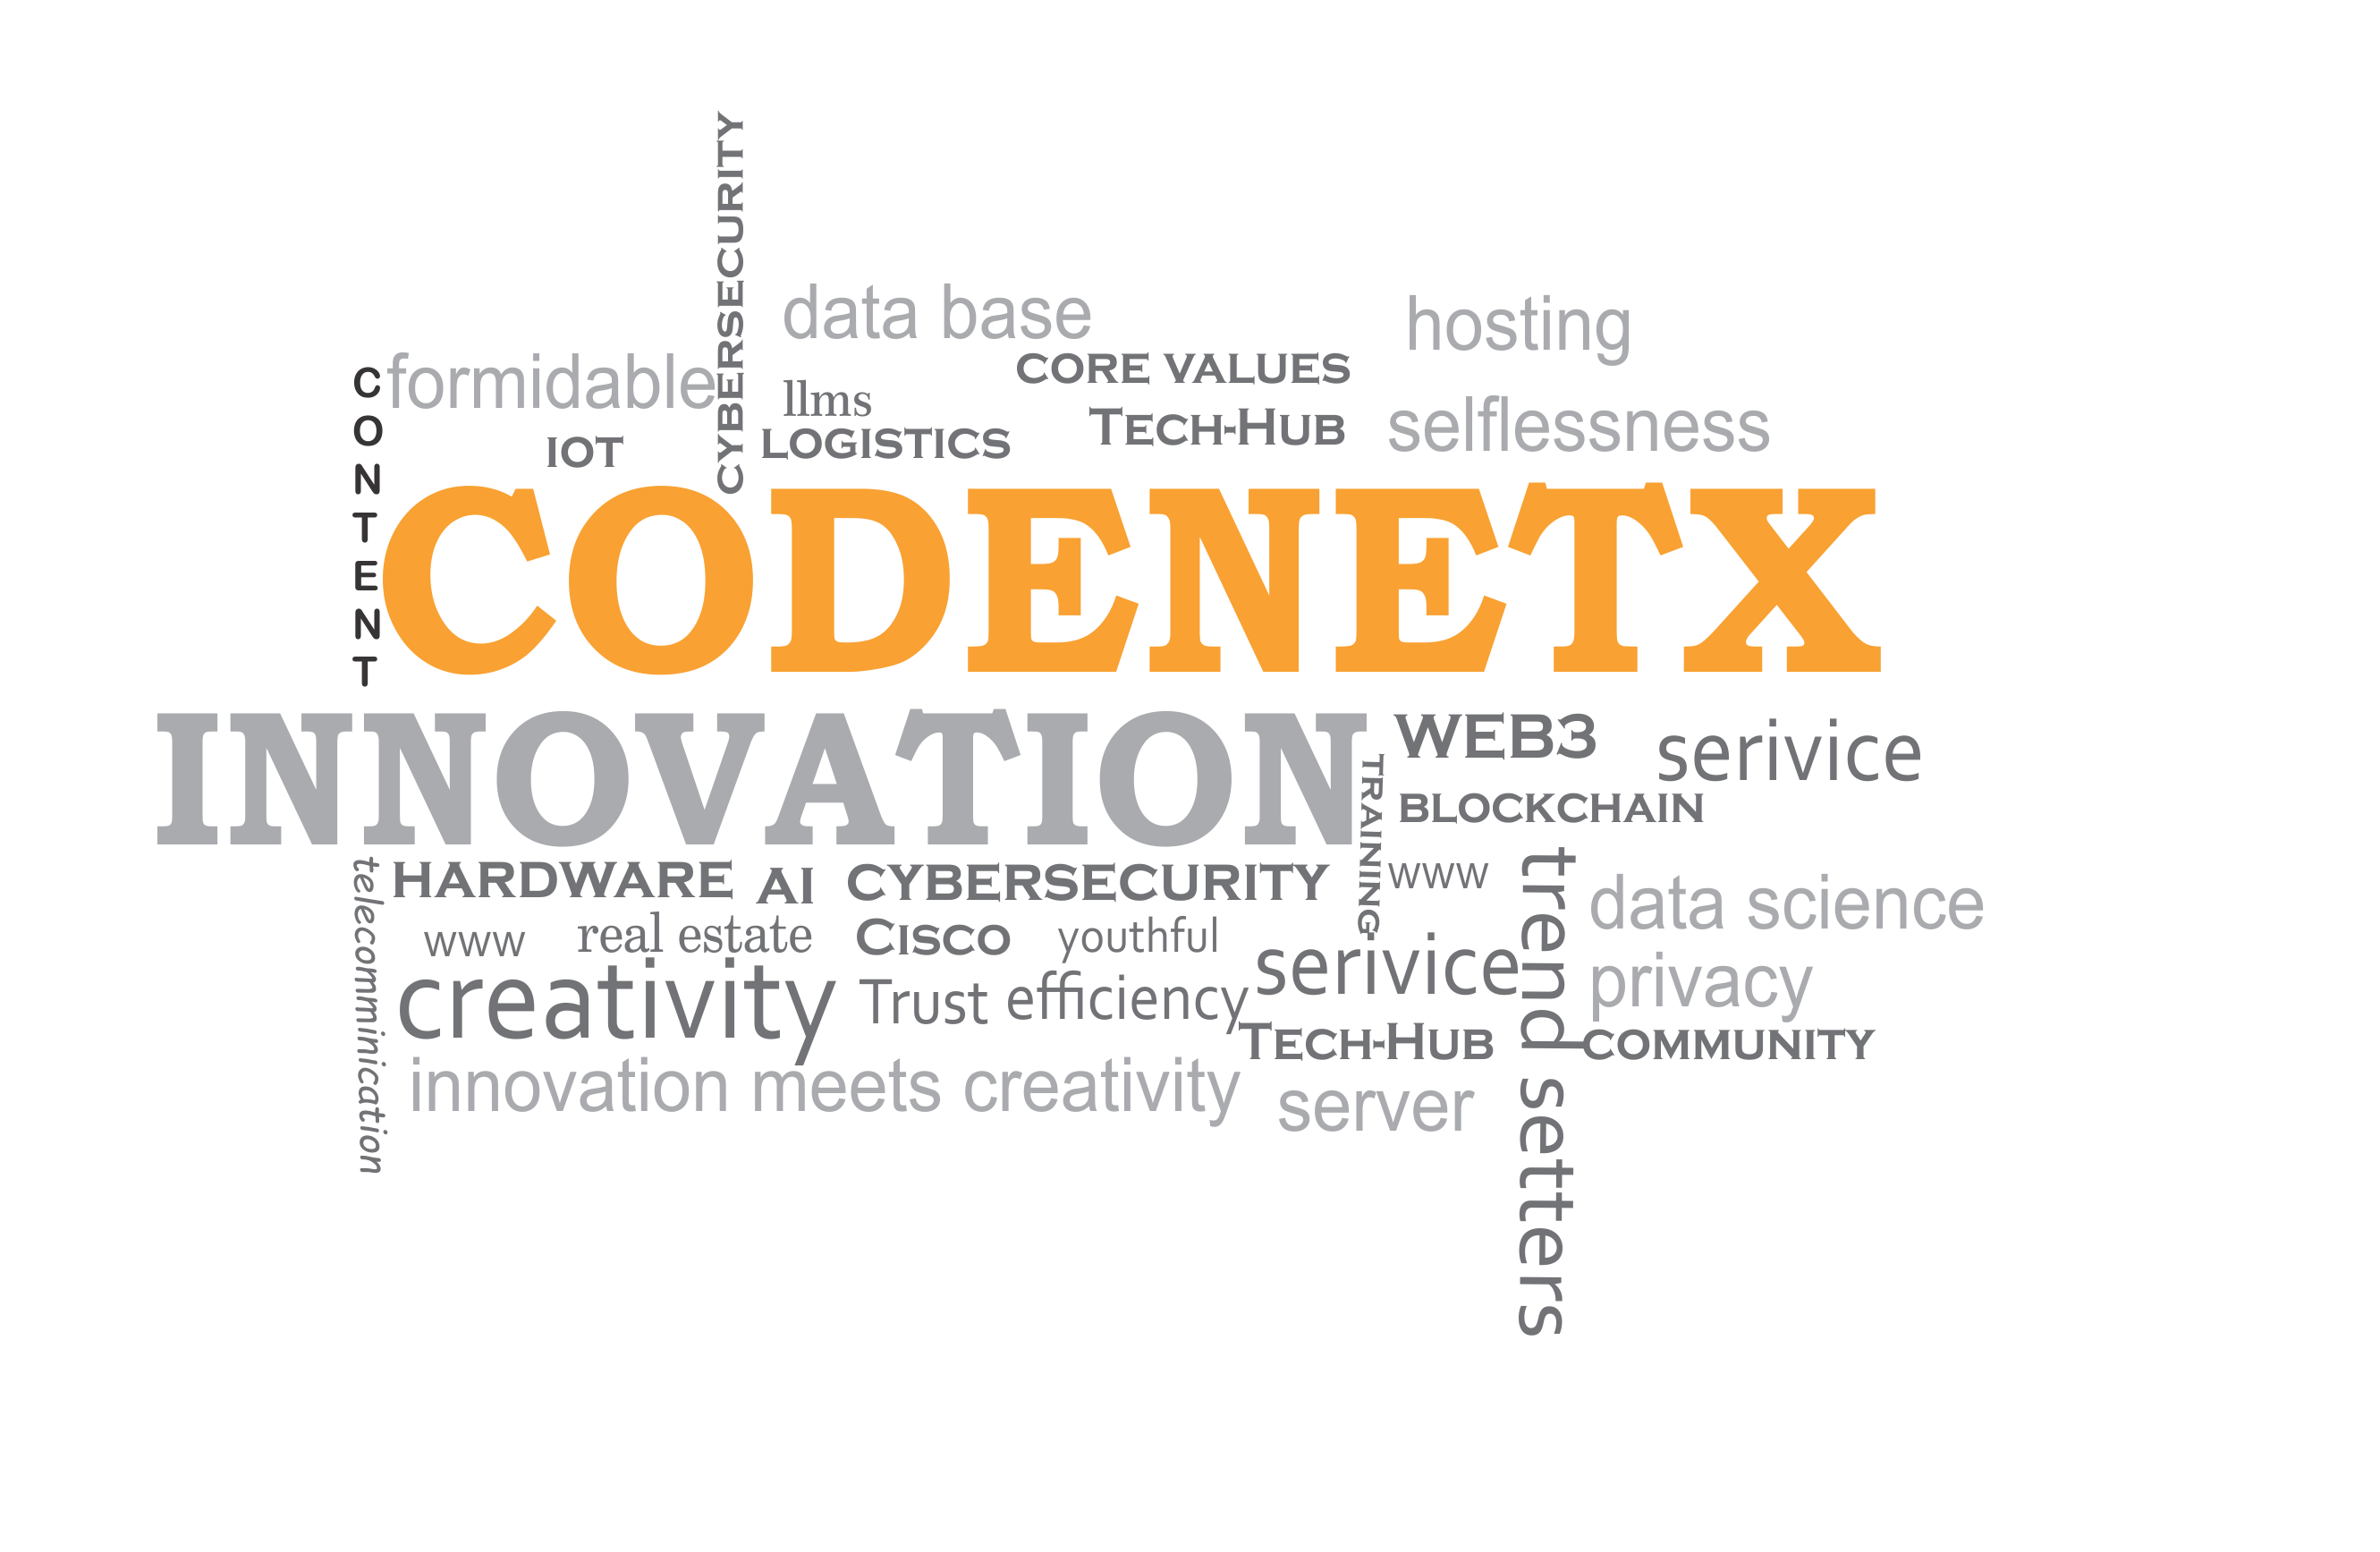 CYBERSECURITY
data base
hosting
CORE VALUES
formidable
CONTENT
llms
TECH-HUB
selflessness
IOT
LOGISTICS
CODENETX
INNOVATION
WEB3
serivice
TRAINING
BLOCKCHAIN
HARDWARE
AI
CYBERSECURITY
www
trend setters
data science
telecomminication
www
real estate
CISCO
youthful
serivice
privacy
creativity
Trust
efficiency
TECH-HUB
COMMUNITY
innovation meets creativity
server